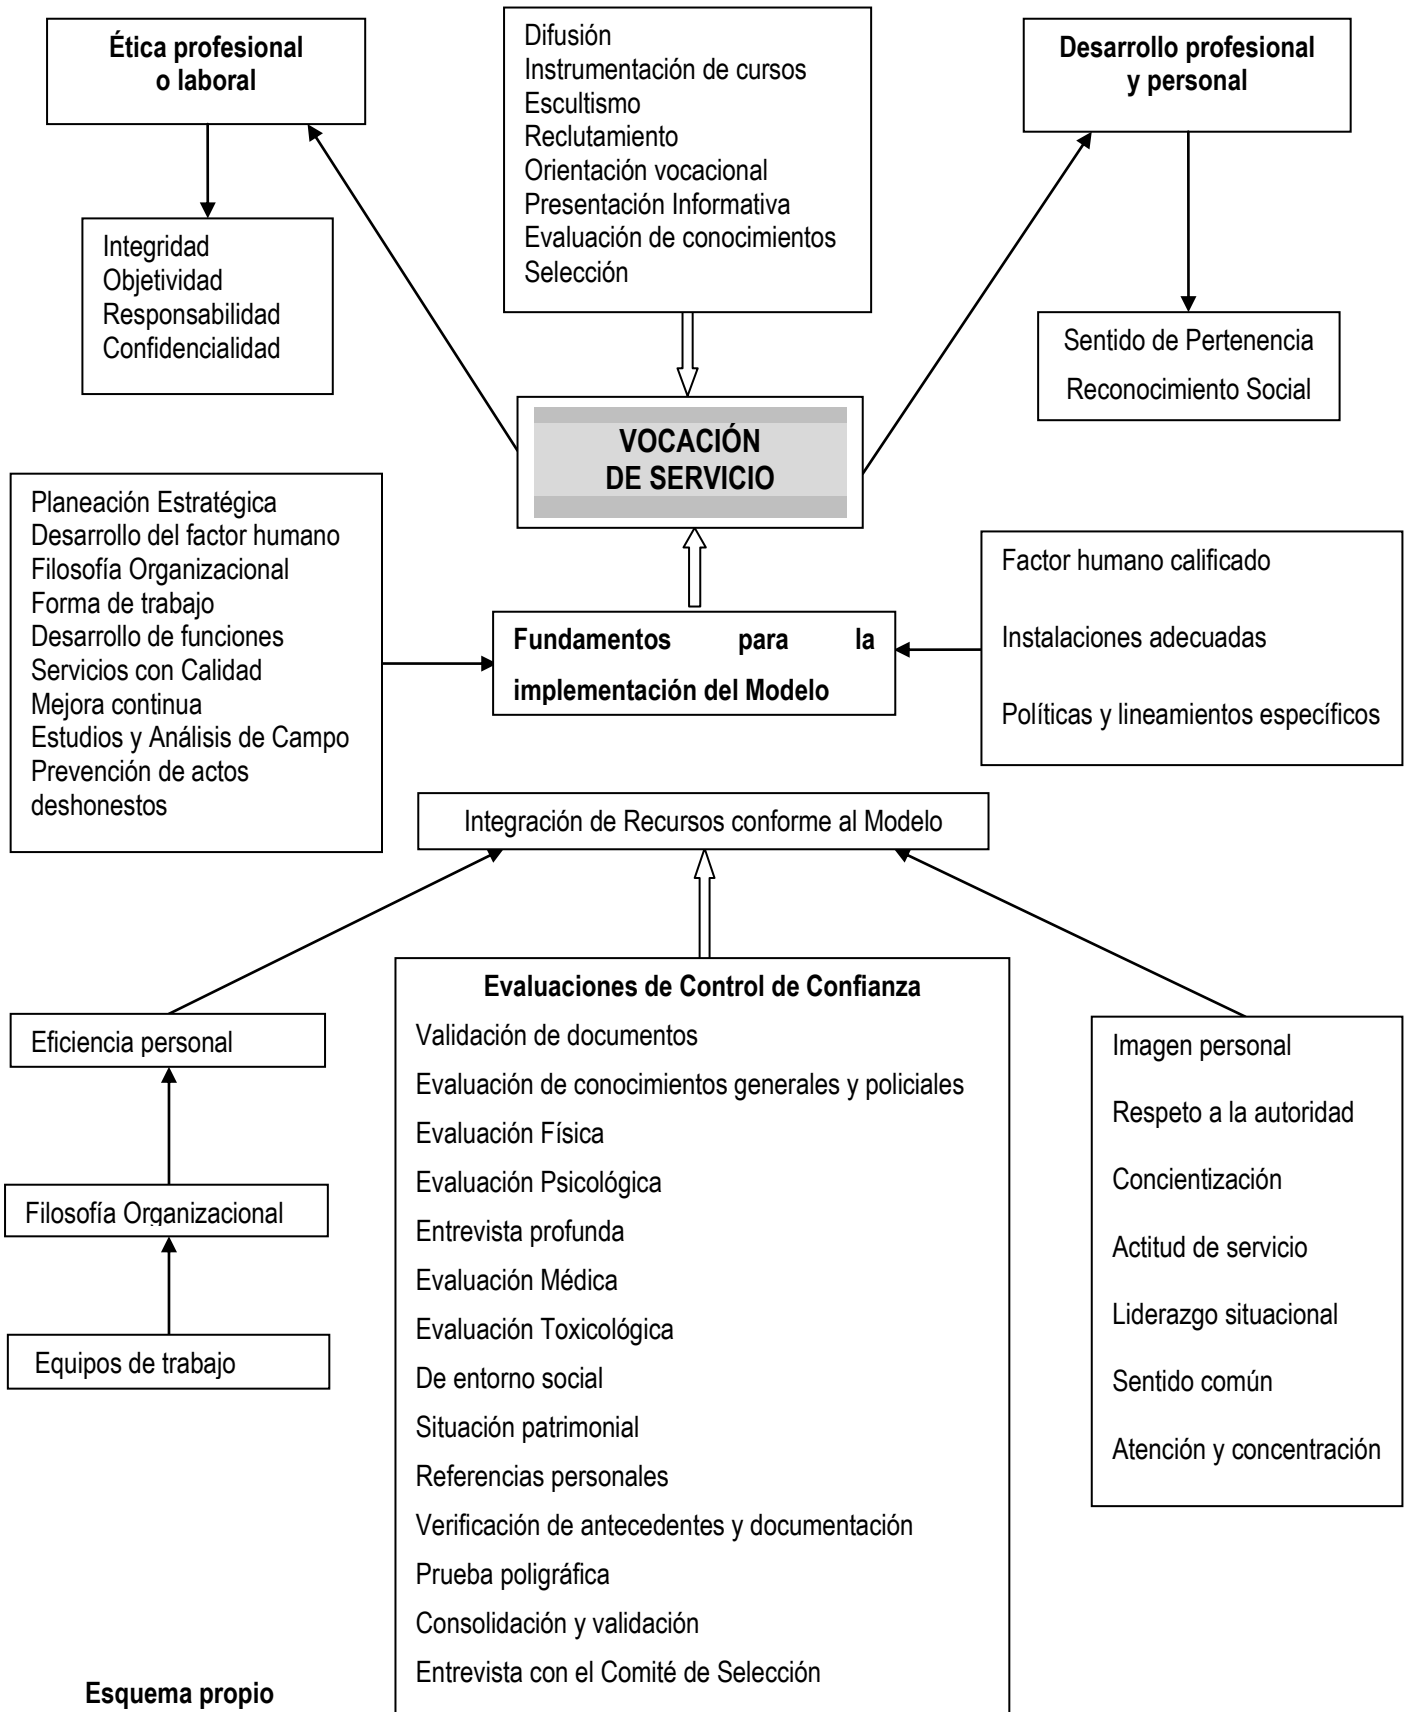 Ética profesional
o laboral
Difusión
Instrumentación de cursos
Escultismo
Reclutamiento
Orientación vocacional
Presentación Informativa
Evaluación de conocimientos
Selección
Desarrollo profesional
y personal
Integridad
Objetividad
Responsabilidad
Confidencialidad
Sentido de Pertenencia
Reconocimiento Social
VOCACIÓN
DE SERVICIO
Planeación Estratégica
Desarrollo del factor humano
Filosofía Organizacional
Forma de trabajo
Desarrollo de funciones
Servicios con Calidad
Mejora continua
Estudios y Análisis de Campo
Prevención de actos
deshonestos
Fundamentos para la
implementación del Modelo
Factor humano calificado
Instalaciones adecuadas
Políticas y lineamientos específicos
Integración de Recursos conforme al Modelo
Eficiencia personal
Filosofía Organizacional
Equipos de trabajo
Evaluaciones de Control de Confianza
Validación de documentos
Evaluación de conocimientos generales y policiales
Evaluación Física
Evaluación Psicológica
Entrevista profunda
Evaluación Médica
Evaluación Toxicológica
De entorno social
Situación patrimonial
Referencias personales
Verificación de antecedentes y documentación
Prueba poligráfica
Consolidación y validación
Entrevista con el Comité de Selección
Imagen personal
Respeto a la autoridad
Concientización
Actitud de servicio
Liderazgo situacional
Sentido común
Atención y concentración
Esquema propio